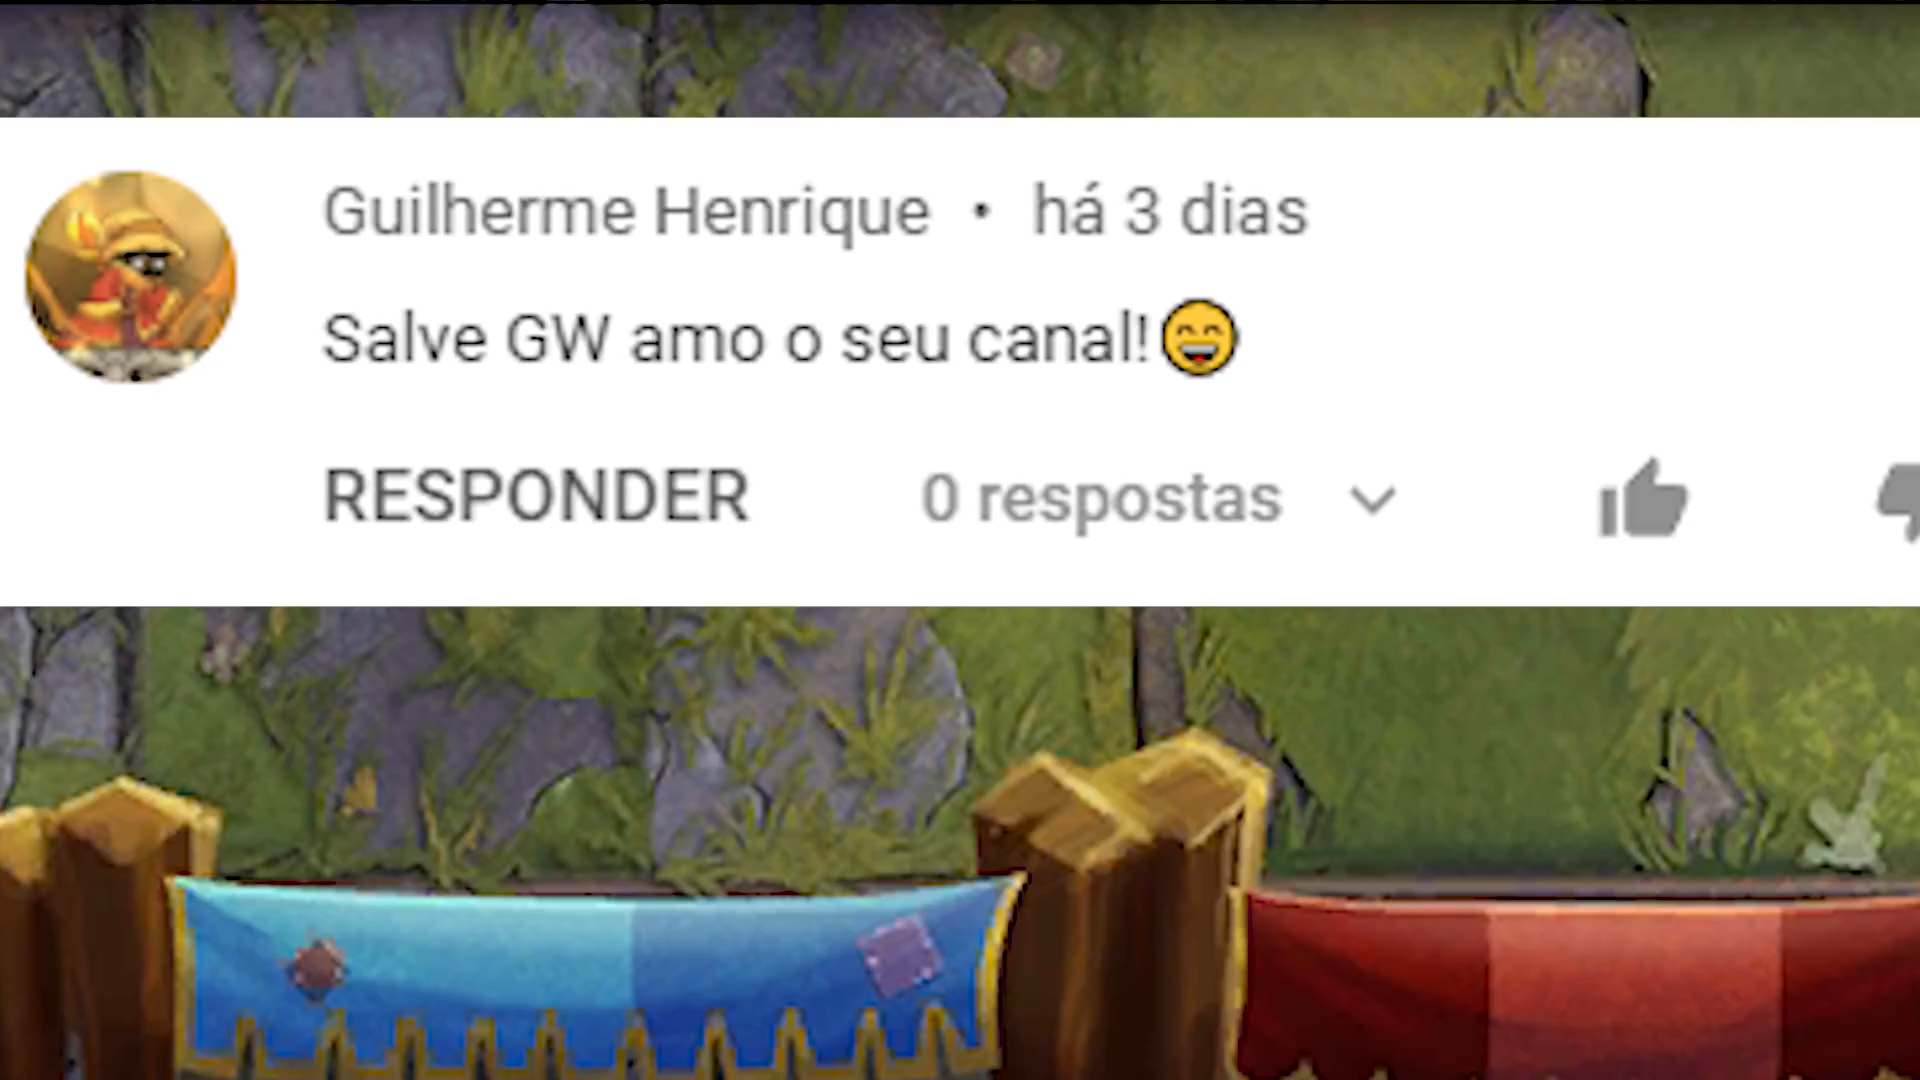 Guilherme Henrique • há 3 dias
Salve GW amo o seu canal!😄
RESPONDER 0 respostas